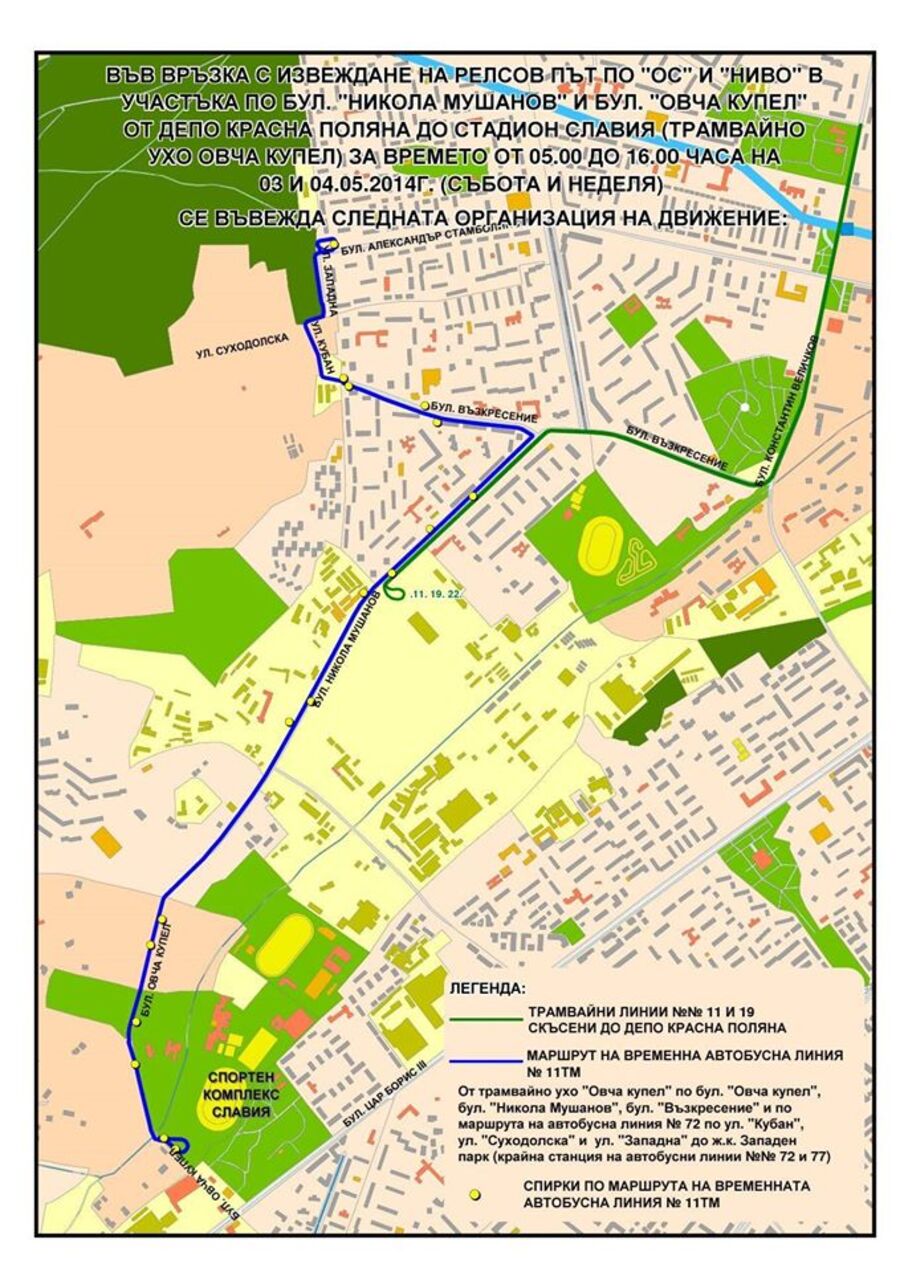 ВЪВ ВРЪЗКА С ИЗВЕЖДАНЕ НА РЕЛСОВ ПЪТ ПО "ОС" И "НИВО" В
УЧАСТЪКА ПО БУЛ. "НИКОЛА МУШАНОВ" И БУЛ. "ОВЧА КУПЕЛ"
ОТ ДЕПО КРАСНА ПОЛЯНА ДО СТАДИОН СЛАВИЯ (ТРАМВАЙНО
УХО ОВЧА КУПЕЛ) ЗА ВРЕМЕТО ОТ 05.00 ДО 16.00 ЧАСА НА
03 И 04.05.2014Г. (СЪБОТА И НЕДЕЛЯ)
СЕ ВЪВЕЖДА СЛЕДНАТА ОРГАНИЗАЦИЯ НА ДВИЖЕНИЕ:
БУЛ. АЛЕКСАНДЪР СТАМБОЛ
УЛ. ЗАПАДНА
УЛ. СУХОДОЛСКА
УЛ. КУБАН
БУЛ. ВЪЗКРЕСЕНИЕ
БУЛ. ВЪЗКРЕСЕНИЕ
БУЛ. КОНСТАНТИН ВЕЛИЧКОВ
.11. 19. 22.
БУЛ. НИКОЛА МУШАНОВ
БУЛ. ОВЧА КУПЕЛ
СПОРТЕН
КОМПЛЕКС
СЛАВИЯ
БУЛ. ЦАР БОРИС III
БУЛ. ОВЧА КУПЕЛ
БУЛ.
ЛЕГЕНДА:
ТРАМВАЙНИ ЛИНИИ №№ 11 И 19
СКЪСЕНИ ДО ДЕПО КРАСНА ПОЛЯНА
МАРШРУТ НА ВРЕМЕННА АВТОБУСНА ЛИНИЯ
№ 11ТМ
От трамвайно ухо "Овча купел" по бул. "Овча купел",
бул. "Никола Мушанов", бул. "Възкресение" и по
маршрута на автобусна линия № 72 по ул. "Кубан",
ул. "Суходолска" и ул. "Западна" до ж.к. Западен
парк (крайна станция на автобусни линии №№ 72 и 77)
СПИРКИ ПО МАРШРУТА НА ВРЕМЕННАТА
АВТОБУСНА ЛИНИЯ № 11ТМ